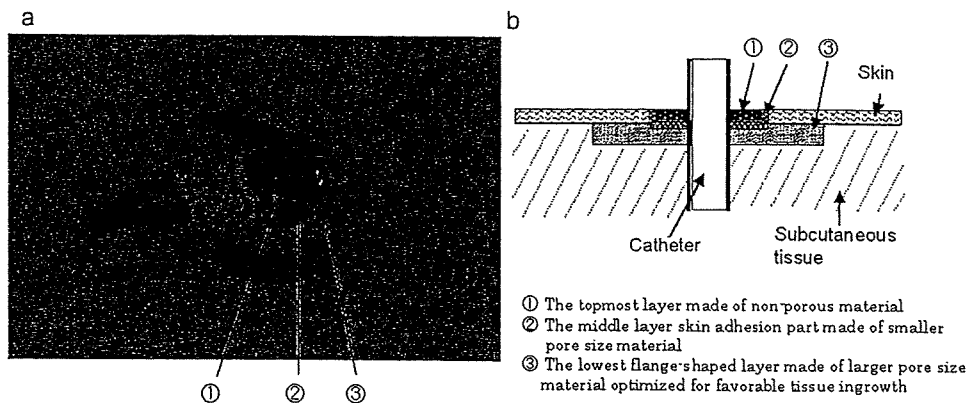 a
① ② ③
b
① ② ③
Skin
Catheter
Subcutaneous
tissue
① The topmost layer made of non-porous material
② The middle layer skin adhesion part made of smaller
pore size material
③ The lowest flange-shaped layer made of larger pore size
material optimized for favorable tissue ingrowth